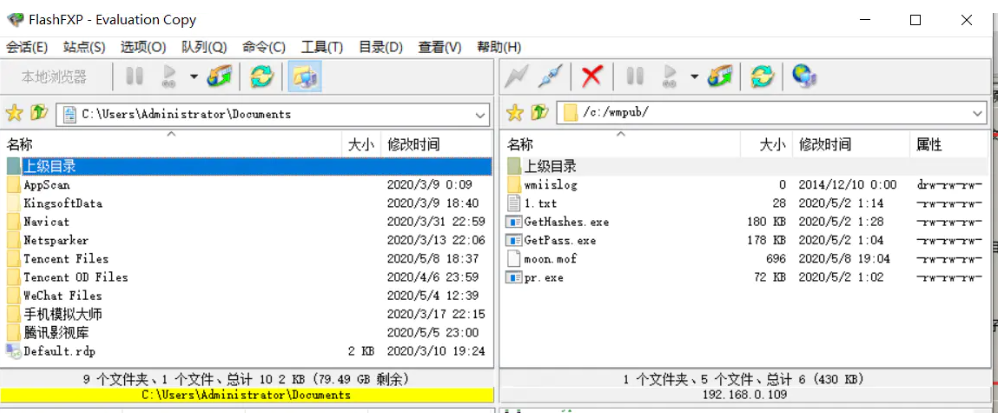 FlashFXP - Evaluation Copy
会话(E) 站点(S) 选项(O) 队列(Q) 命令(C) 工具(T) 目录(D) 查看(V) 帮助(H)
本地浏览器
C:\Users\Administrator\Documents
名称 大小 修改时间
上级目录
AppScan 2020/3/9 0:09
KingsoftData 2020/3/9 18:40
Navicat 2020/3/31 22:59
Netsparker 2020/3/13 22:06
Tencent Files 2020/5/8 18:37
Tencent OD Files 2020/4/6 23:59
WeChat Files 2020/5/4 12:39
手机模拟大师 2020/3/17 22:15
腾讯影视库 2020/5/5 23:00
Default.rdp 2 KB 2020/3/10 19:24
9 个文件夹、1 个文件、总计 10 2 KB (79.49 GB 剩余)
C:\Users\Administrator\Documents
/c:/wmpub/
名称 大小 修改时间 属性
上级目录
wmiislog 0 2014/12/10 0:00 drw-rw-rw-
1.txt 28 2020/5/2 1:14 -rw-rw-rw-
GetHashes.exe 180 KB 2020/5/2 1:28 -rw-rw-rw-
GetPass.exe 178 KB 2020/5/2 1:04 -rw-rw-rw-
moon.mof 696 2020/5/8 19:04 -rw-rw-rw-
pr.exe 72 KB 2020/5/2 1:02 -rw-rw-rw-
1 个文件夹、5 个文件、总计 6 (430 KB)
192.168.0.109